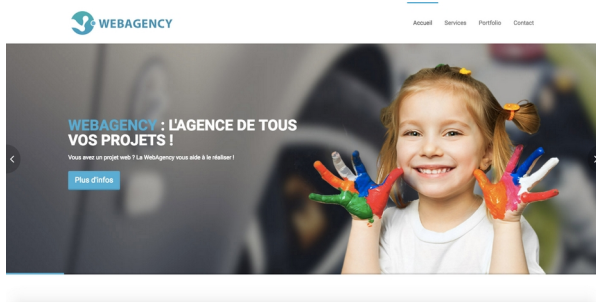 WEBAGENCY
Accueil Services Portfolio Contact
WEBAGENCY : L'AGENCE DE TOUS
VOS PROJETS !
Vous avez un projet web ? La WebAgency vous aide à le réaliser !
Plus d'infos